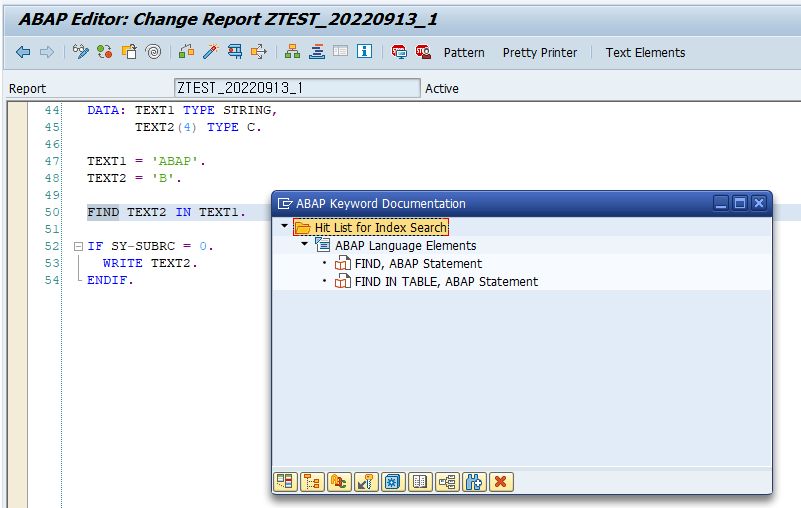 ABAP Editor: Change Report ZTEST_20220913_1
Pattern Pretty Printer Text Elements
Report ZTEST_20220913_1 Active
44 DATA: TEXT1 TYPE STRING,
45 TEXT2(4) TYPE C.
46
47 TEXT1 = 'ABAP'.
48 TEXT2 = 'B'.
49
50 FIND TEXT2 IN TEXT1.
51
52 IF SY-SUBRC = 0.
53 WRITE TEXT2.
54 ENDIF.
ABAP Keyword Documentation
Hit List for Index Search
ABAP Language Elements
FIND, ABAP Statement
FIND IN TABLE, ABAP Statement